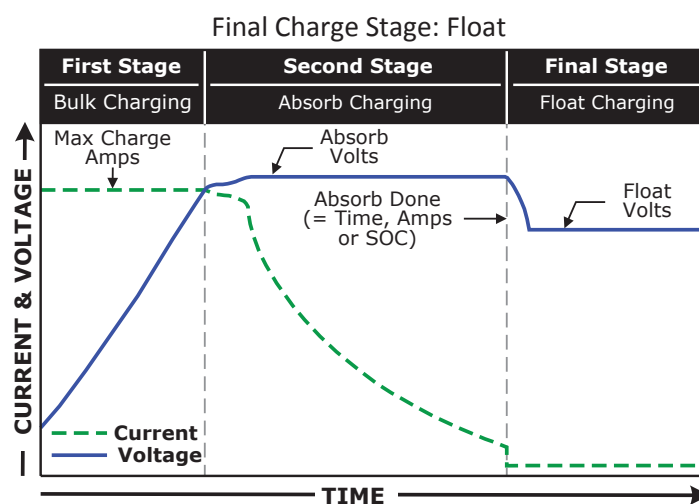 Final Charge Stage: Float
First Stage
Second Stage
Final Stage
Bulk Charging
Absorb Charging
Float Charging
Max Charge
Amps
Absorb
Volts
Absorb Done
(= Time, Amps
or SOC)
Float
Volts
CURRENT & VOLTAGE
Current
Voltage
TIME